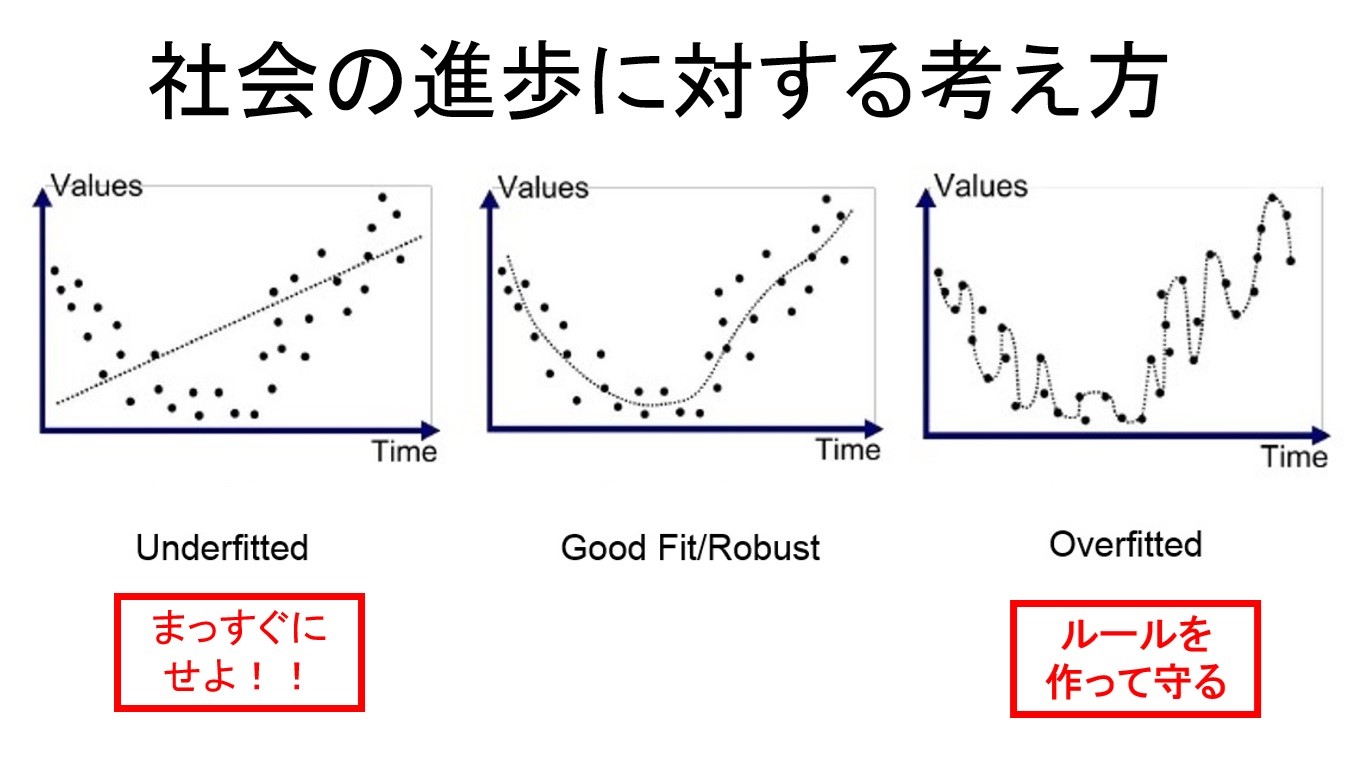 社会の進歩に対する考え方
Values
Time
Values
Time
Values
Time
Underfitted
Good Fit/Robust
Overfitted
まっすぐに
せよ！！
ルールを
作って守る